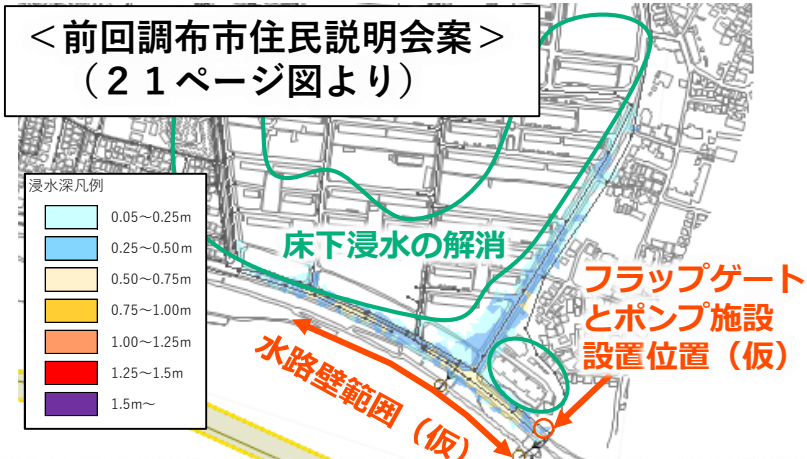 ＜前回調布市住民説明会案＞
（２１ページ図より）
浸水深凡例
0.05～0.25m
0.25～0.50m
0.50～0.75m
0.75～1.00m
1.00～1.25m
1.25～1.5m
1.5m～
床下浸水の解消
フラップゲート
とポンプ施設
設置位置（仮）
水路壁範囲（仮）